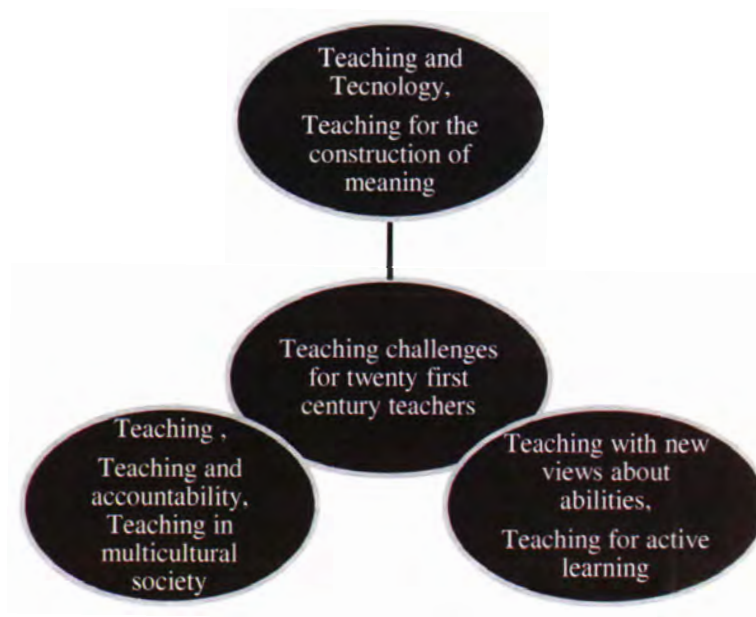 Teaching and
Tecnology,
Teaching for the
construction of
meaning
Teaching challenges
for twenty first
century teachers
Teaching ,
Teaching and
accountability,
Teaching in
multicultural
society
Teaching with new
views about
abilities,
Teaching for active
learning